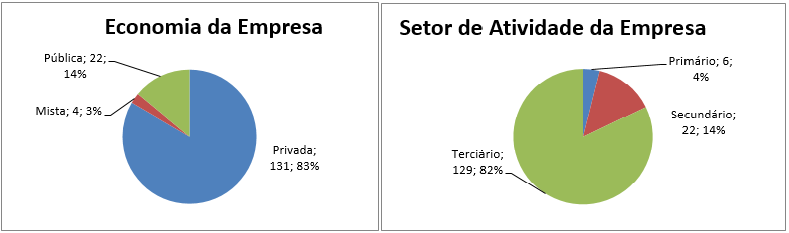 Economia da Empresa
Pública; 22;
14%
Mista; 4; 3%
Privada;
131; 83%
Setor de Atividade da Empresa
Primário; 6;
4%
Secundário;
22; 14%
Terciário;
129; 82%